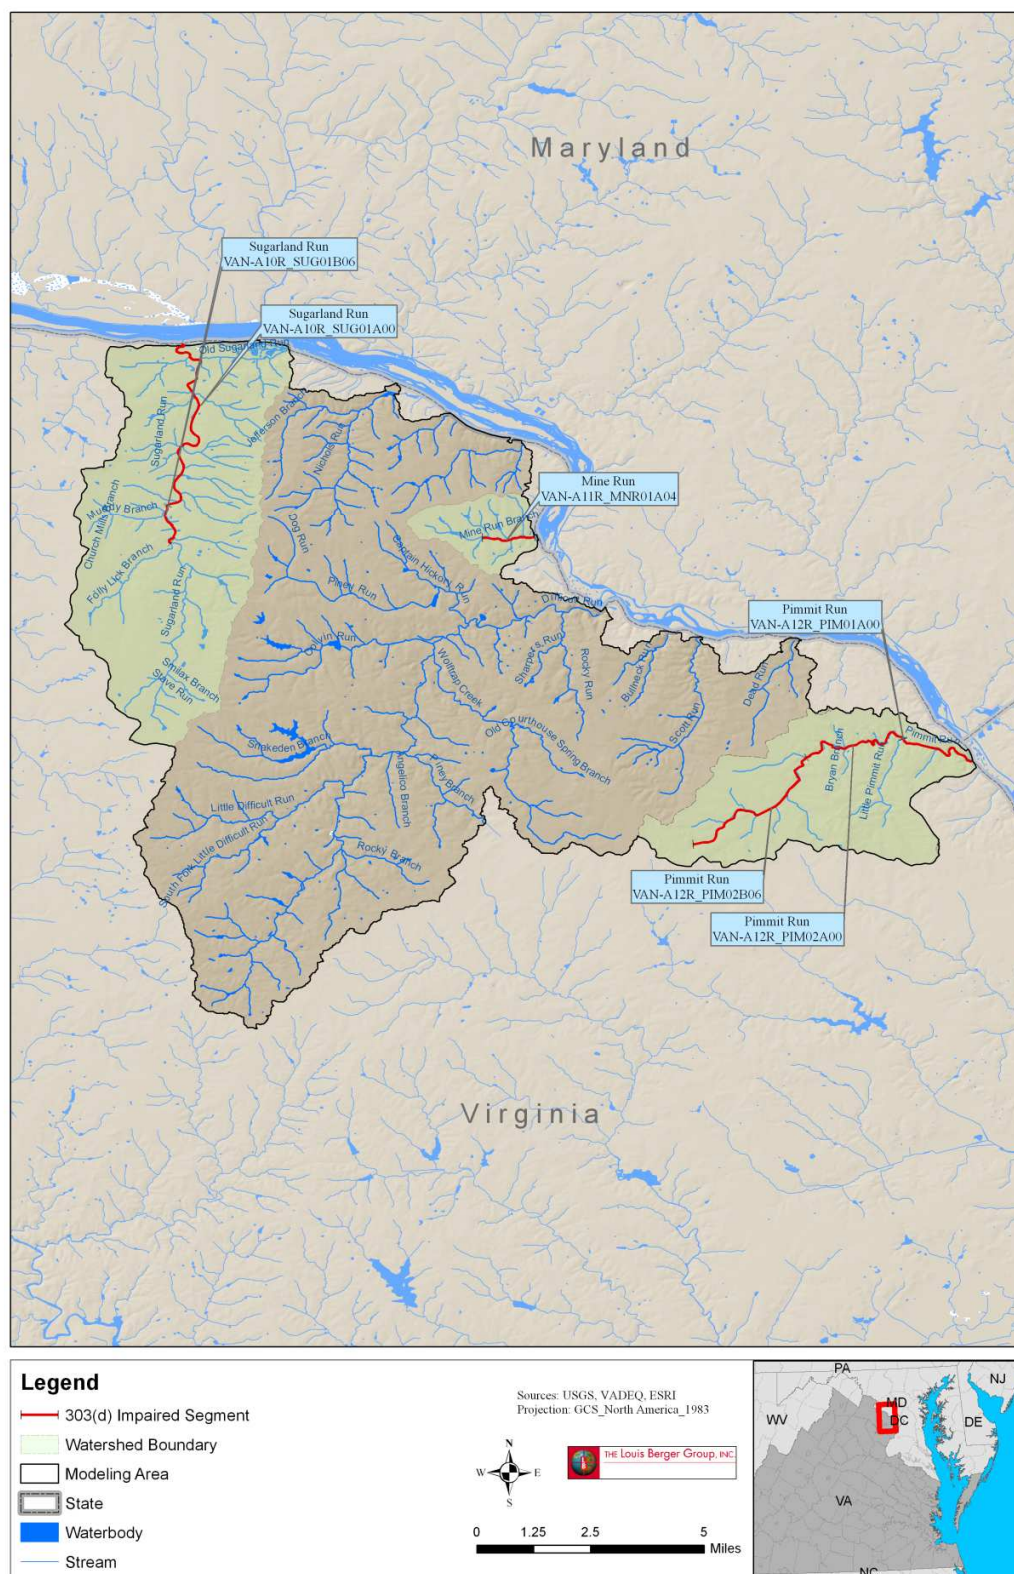 Maryland
Sugarland Run
VAN-A10R_SUG01B06
Sugarland Run
VAN-A10R_SUG01A00
Old Sugarland Run
Sugarland Run
Jefferson Branch
Nichols Run
Mine Run
VAN-A11R_MNR01A04
Muddy Branch
Church Mill Branch
Dog Run
Mine Run Branch
Folly Lick Branch
Captain Hickory Run
Sugarland Run
Piney Run
Difficult Run
Pimmit Run
VAN-A12R_PIM01A00
Colvin Run
Sharpers Run
Wolftrap Creek
Rocky Run
Bullneck Run
Dead Run
Smilax Branch
Stave Run
Scott Run
Old Courthouse Spring Branch
Snakeden Branch
Bryan Branch
Pimmit Run
Little Pimmit Run
Angelico Branch
Piney Branch
Little Difficult Run
South Fork Little Difficult Run
Rocky Branch
Pimmit Run
VAN-A12R_PIM02B06
Pimmit Run
VAN-A12R_PIM02A00
Virginia
Legend
303(d) Impaired Segment
Watershed Boundary
Modeling Area
State
Waterbody
Stream
Sources: USGS, VADEQ, ESRI
Projection: GCS_North America_1983
N
W
E
S
THE Louis Berger Group, INC.
0 1.25 2.5 5
Miles
PA
NJ
MD
WV
DC
DE
VA
NC